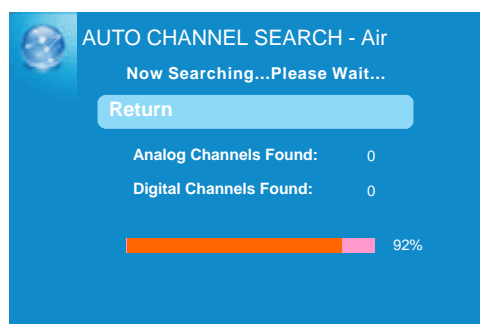 AUTO CHANNEL SEARCH - Air
Now Searching...Please Wait...
Return
Analog Channels Found: 0
Digital Channels Found: 0
92%